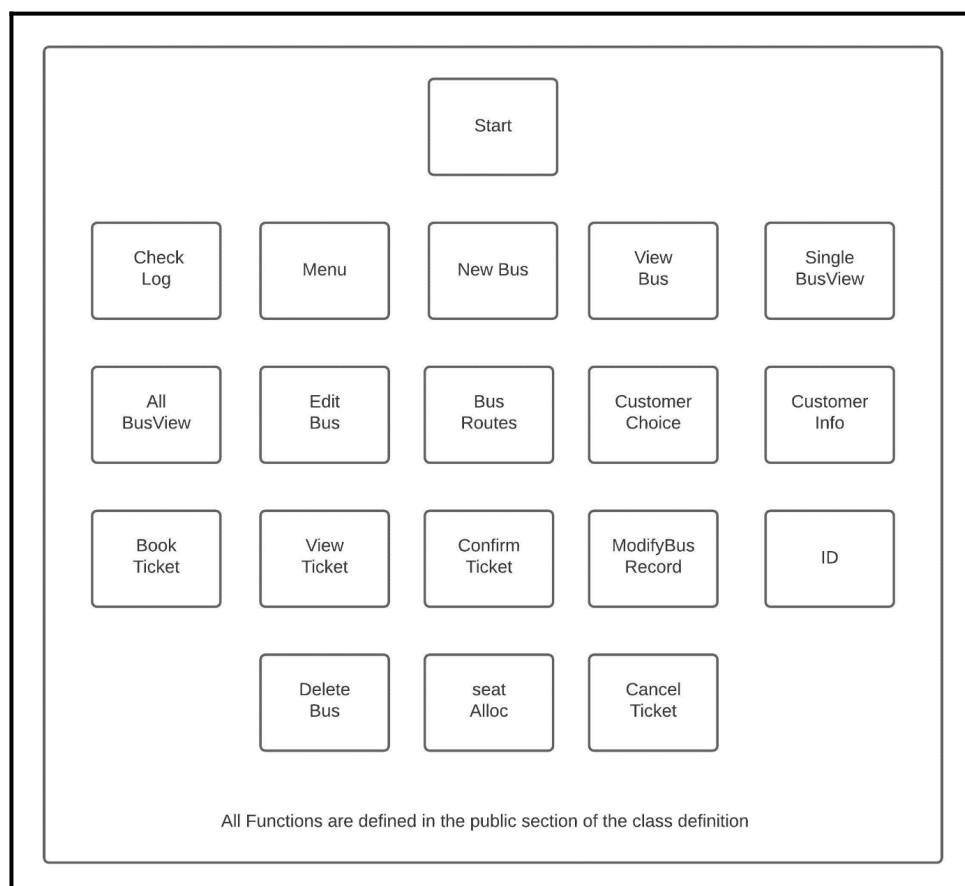 Start
Check
Log
Menu
New Bus
View
Bus
Single
BusView
All
BusView
Edit
Bus
Bus
Routes
Customer
Choice
Customer
Info
Book
Ticket
View
Ticket
Confirm
Ticket
ModifyBus
Record
ID
Delete
Bus
seat
Alloc
Cancel
Ticket
All Functions are defined in the public section of the class definition